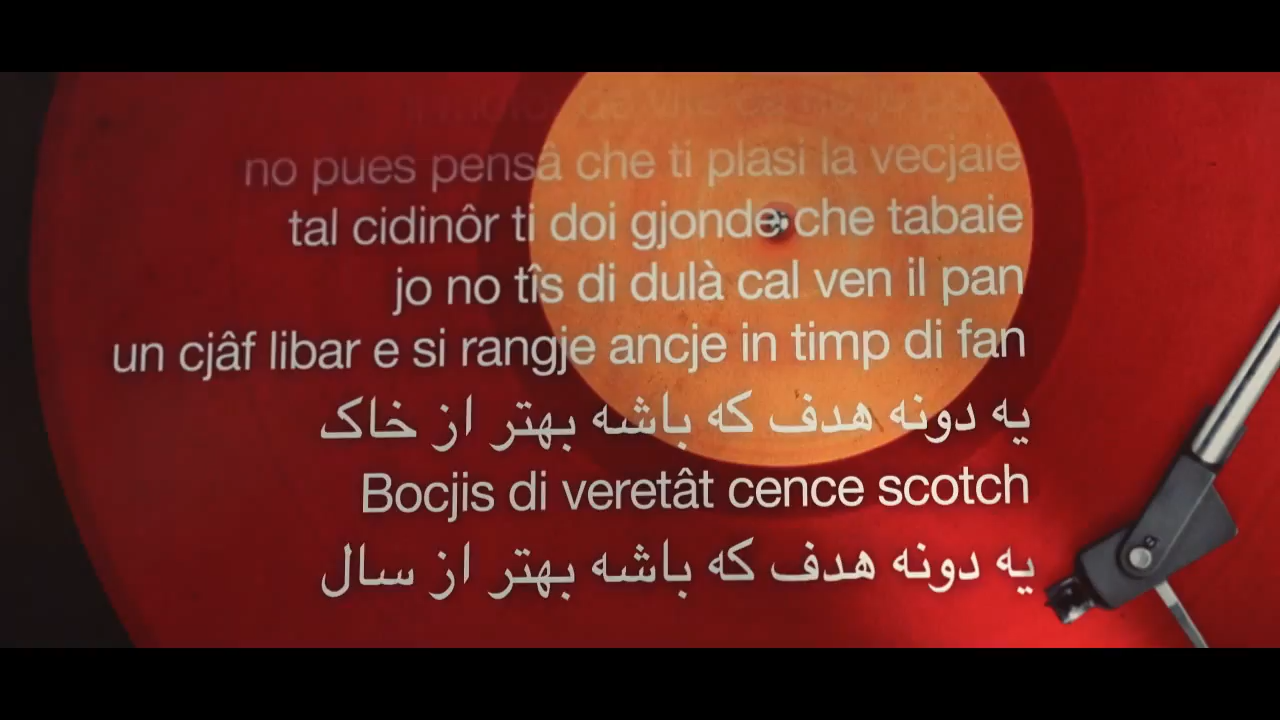 no pues pensâ che ti plasi la vecjaie
tal cidinôr ti doi gjonde che tabaie
jo no tîs di dulà cal ven il pan
un cjâf libar e si rangje ancje in timp di fan
یه دونه هدف که باشه بهتر از خاک
Bocjis di veretât cence scotch
یه دونه هدف که باشه بهتر از سال